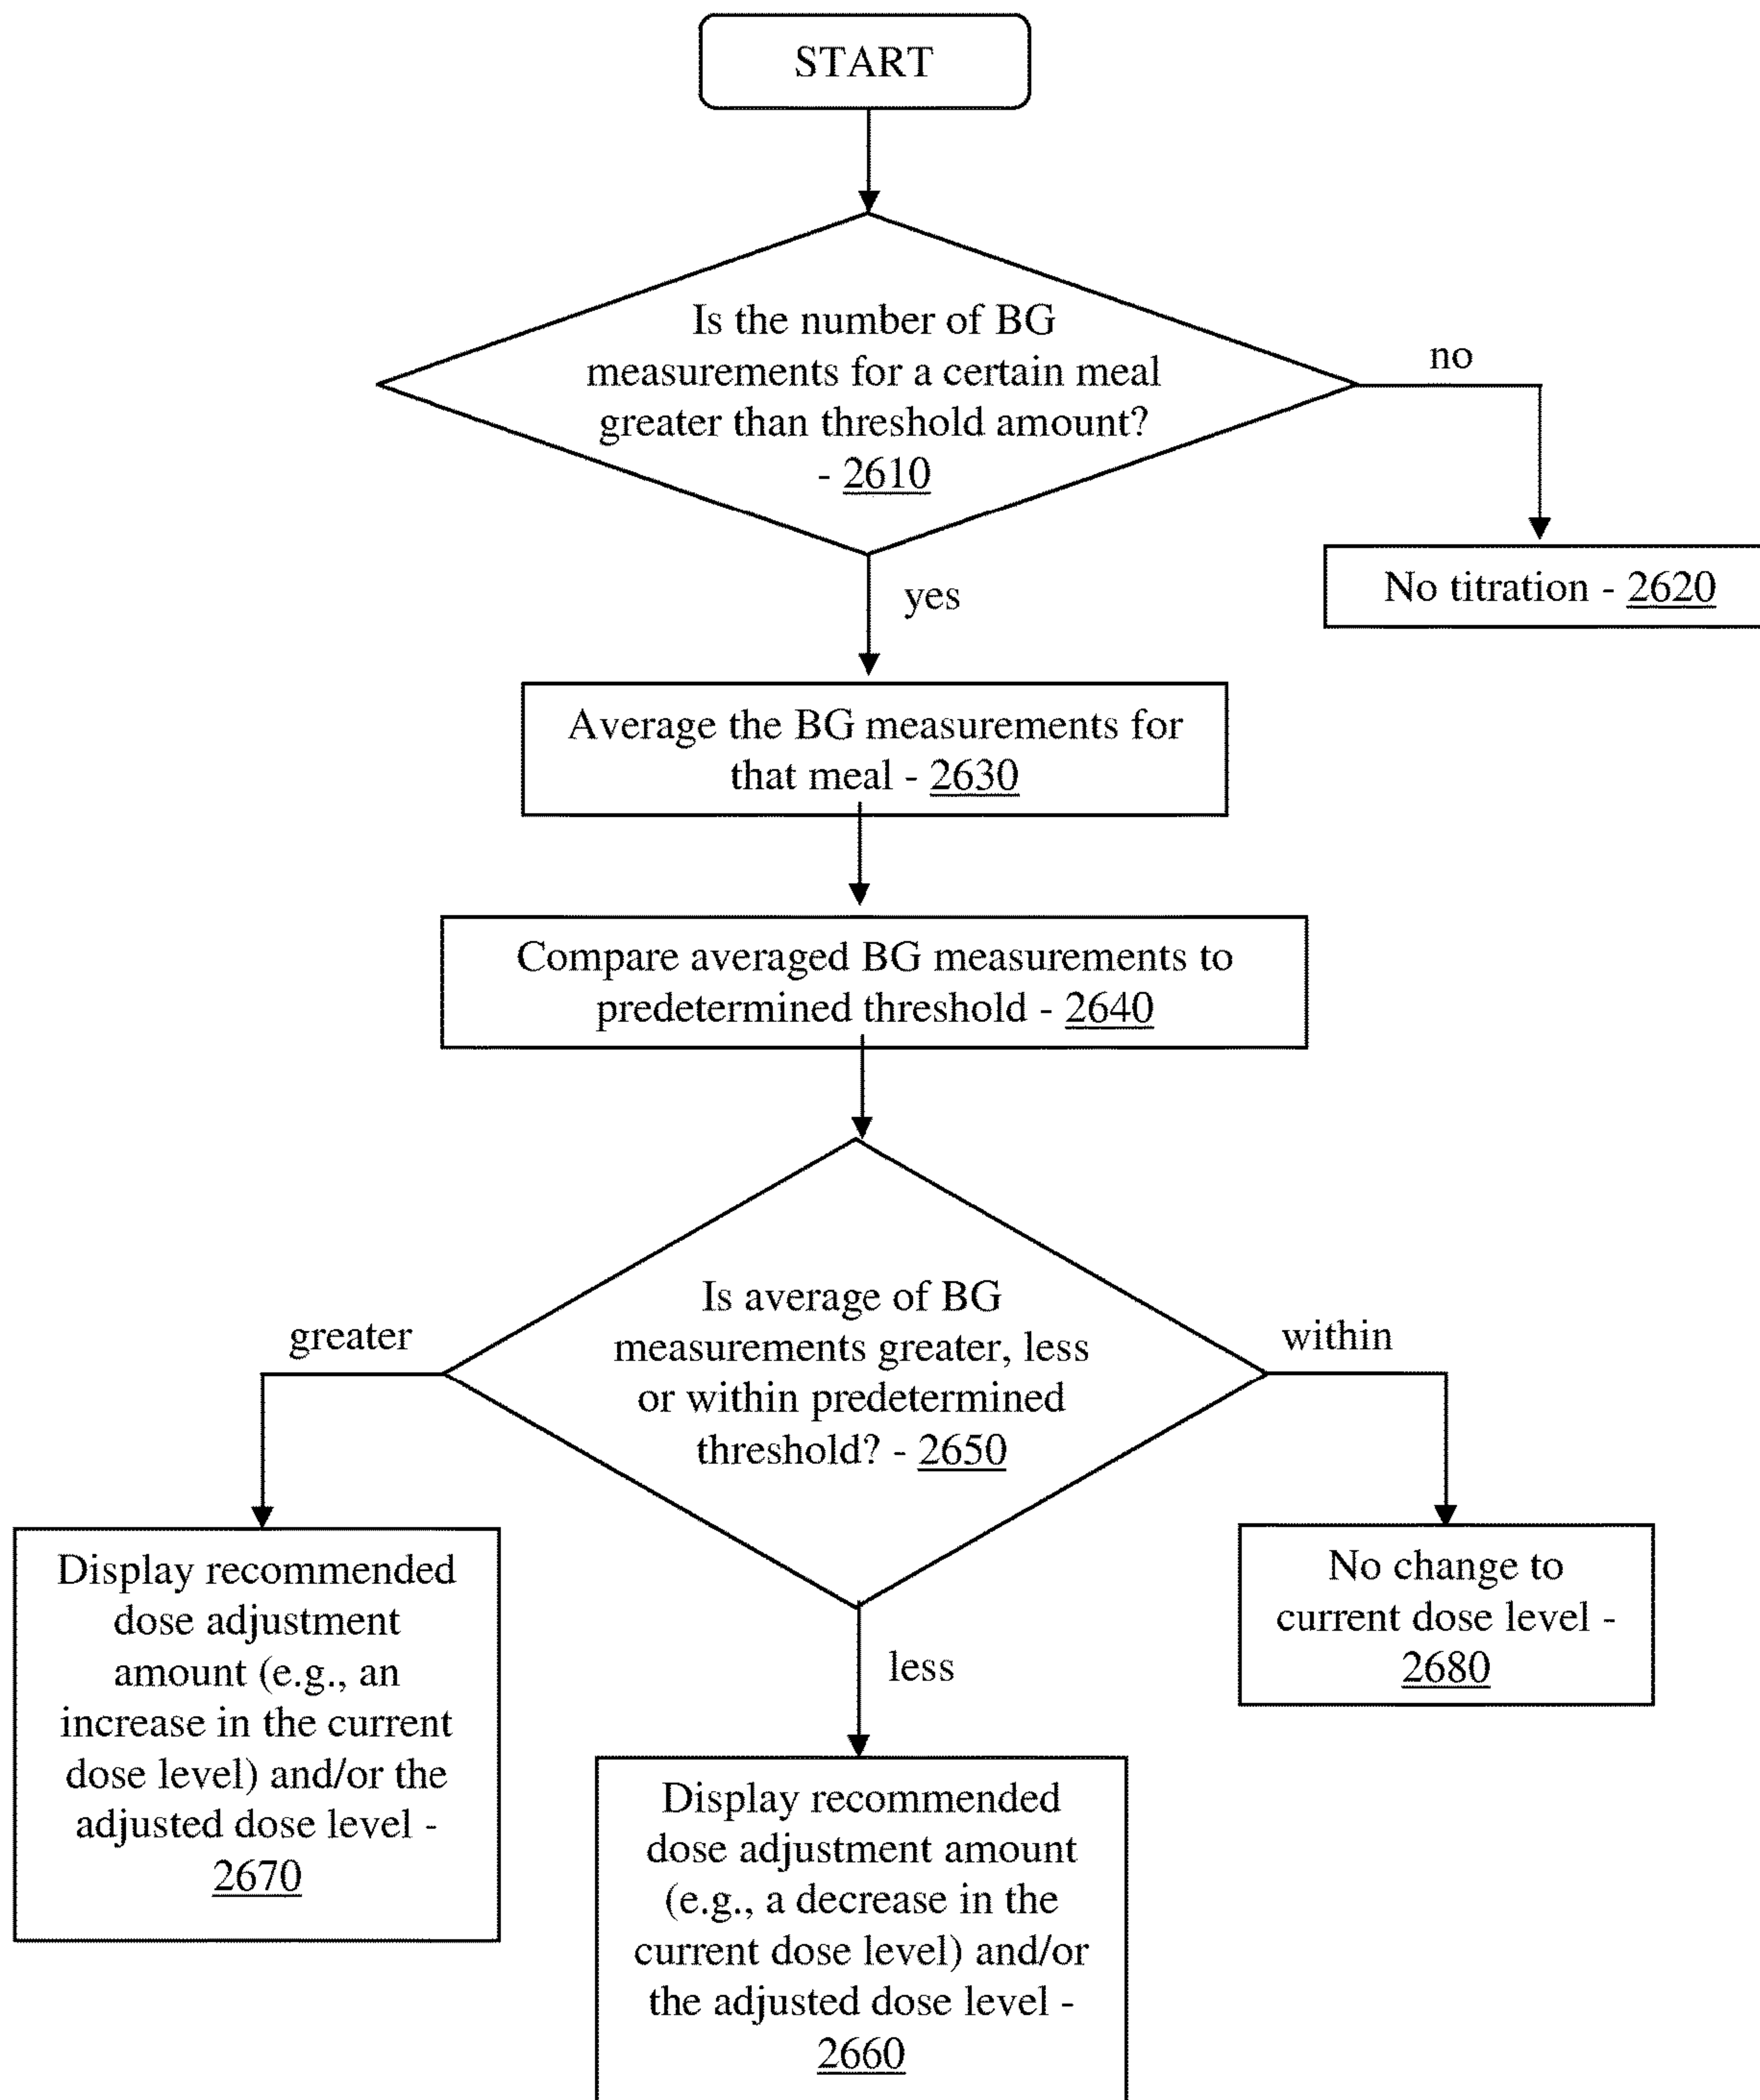 START
Is the number of BG
measurements for a certain meal
greater than threshold amount?
- 2610
no
No titration - 2620
yes
Average the BG measurements for
that meal - 2630
Compare averaged BG measurements to
predetermined threshold - 2640
Is average of BG
measurements greater, less
or within predetermined
threshold? - 2650
greater
within
Display recommended
dose adjustment
amount (e.g., an
increase in the current
dose level) and/or the
adjusted dose level -
2670
No change to
current dose level -
2680
less
Display recommended
dose adjustment amount
(e.g., a decrease in the
current dose level) and/or
the adjusted dose level -
2660